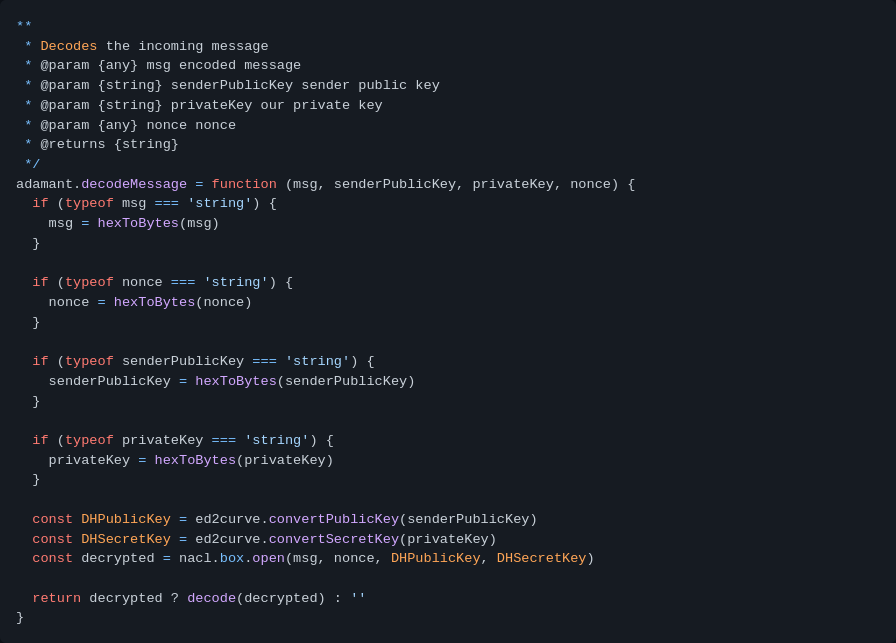 **
 * Decodes the incoming message
 * @param {any} msg encoded message
 * @param {string} senderPublicKey sender public key
 * @param {string} privateKey our private key
 * @param {any} nonce nonce
 * @returns {string}
 */
adamant.decodeMessage = function (msg, senderPublicKey, privateKey, nonce) {
  if (typeof msg === 'string') {
    msg = hexToBytes(msg)
  }

  if (typeof nonce === 'string') {
    nonce = hexToBytes(nonce)
  }

  if (typeof senderPublicKey === 'string') {
    senderPublicKey = hexToBytes(senderPublicKey)
  }

  if (typeof privateKey === 'string') {
    privateKey = hexToBytes(privateKey)
  }

  const DHPublicKey = ed2curve.convertPublicKey(senderPublicKey)
  const DHSecretKey = ed2curve.convertSecretKey(privateKey)
  const decrypted = nacl.box.open(msg, nonce, DHPublicKey, DHSecretKey)

  return decrypted ? decode(decrypted) : ''
}